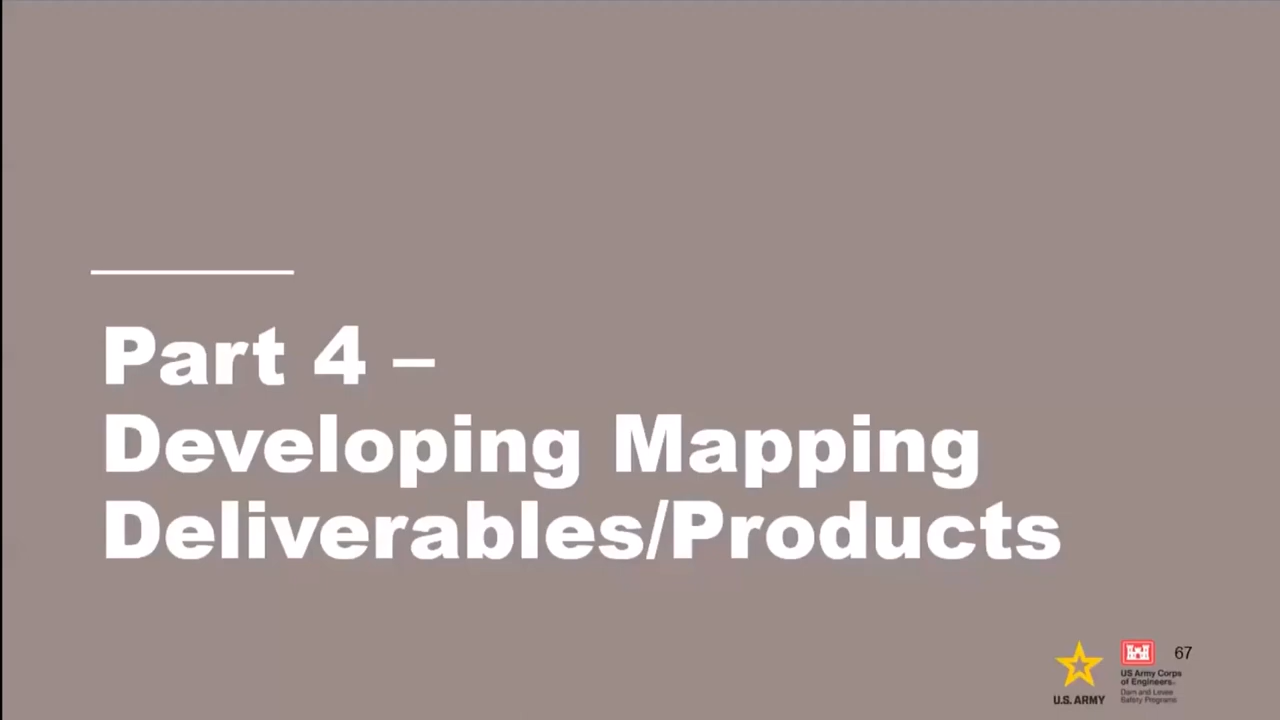 Part 4 –
Developing Mapping
Deliverables/Products
U.S. ARMY
US Army Corps
of Engineers®
Dam and Levee
Safety Programs
67